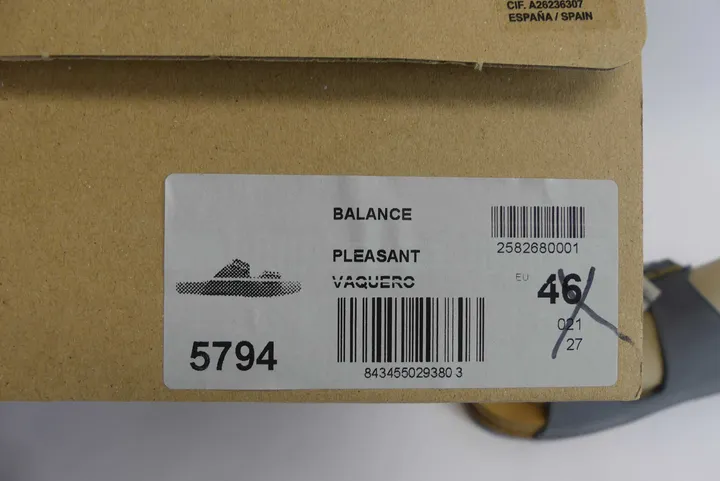 CIF. A26236307
ESPAÑA / SPAIN
BALANCE
2582680001
PLEASANT
VAQUERO
EU 46
021
27
5794
843455029380 3